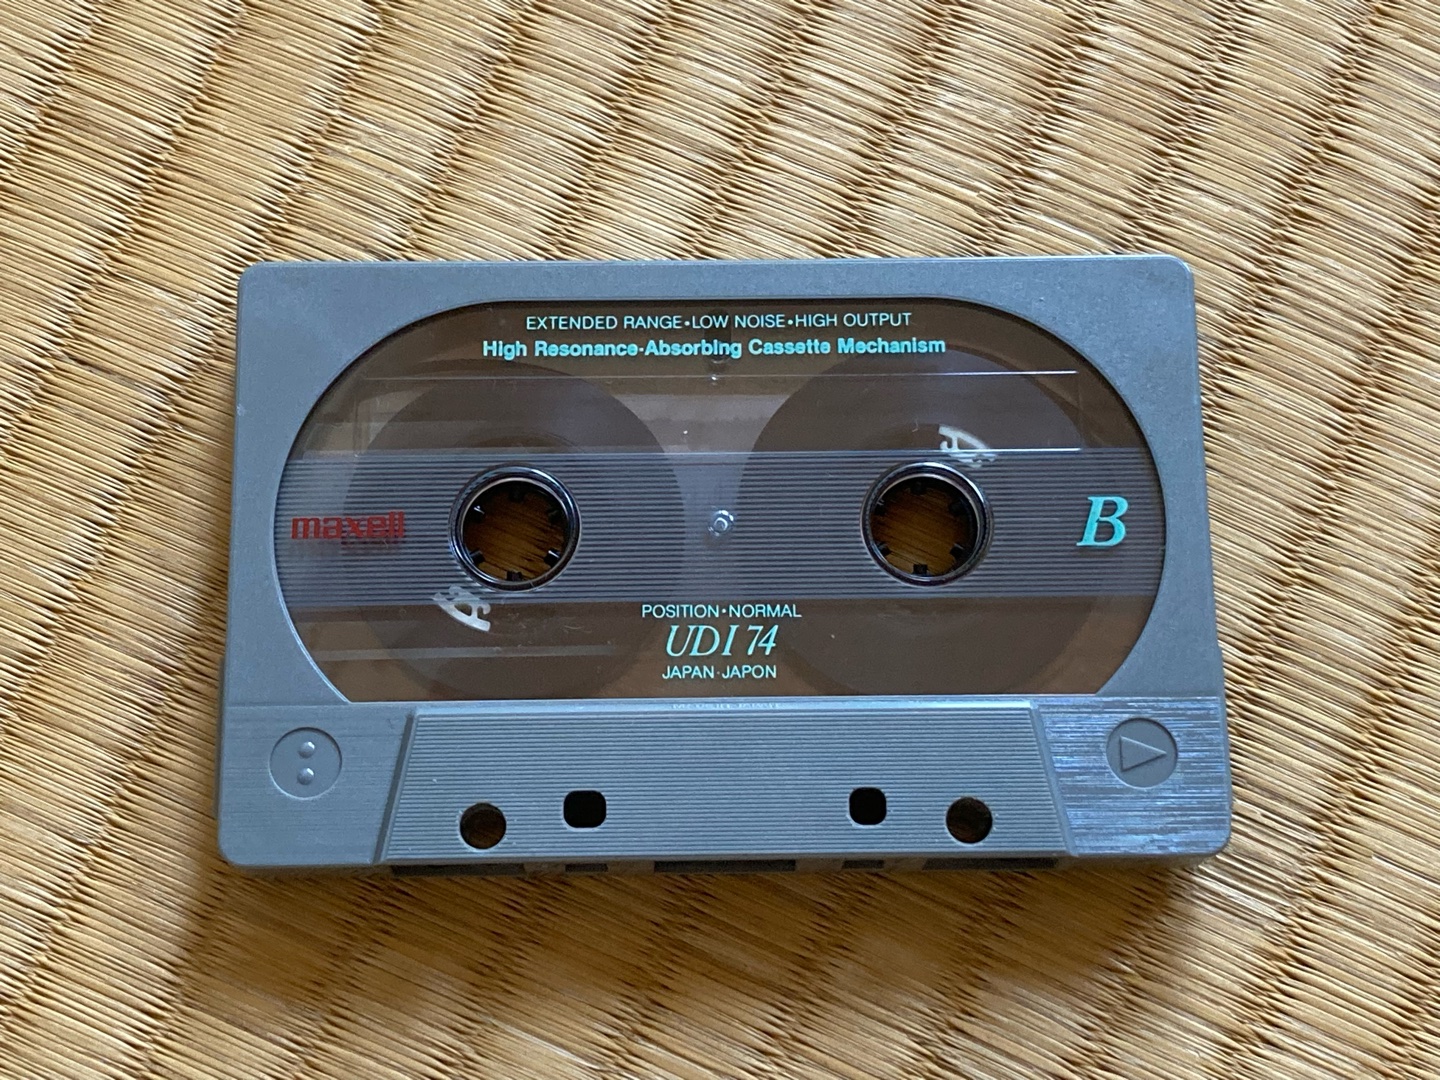 EXTENDED RANGE•LOW NOISE•HIGH OUTPUT
High Resonance-Absorbing Cassette Mechanism
maxell
B
POSITION•NORMAL
UDI 74
JAPAN·JAPON